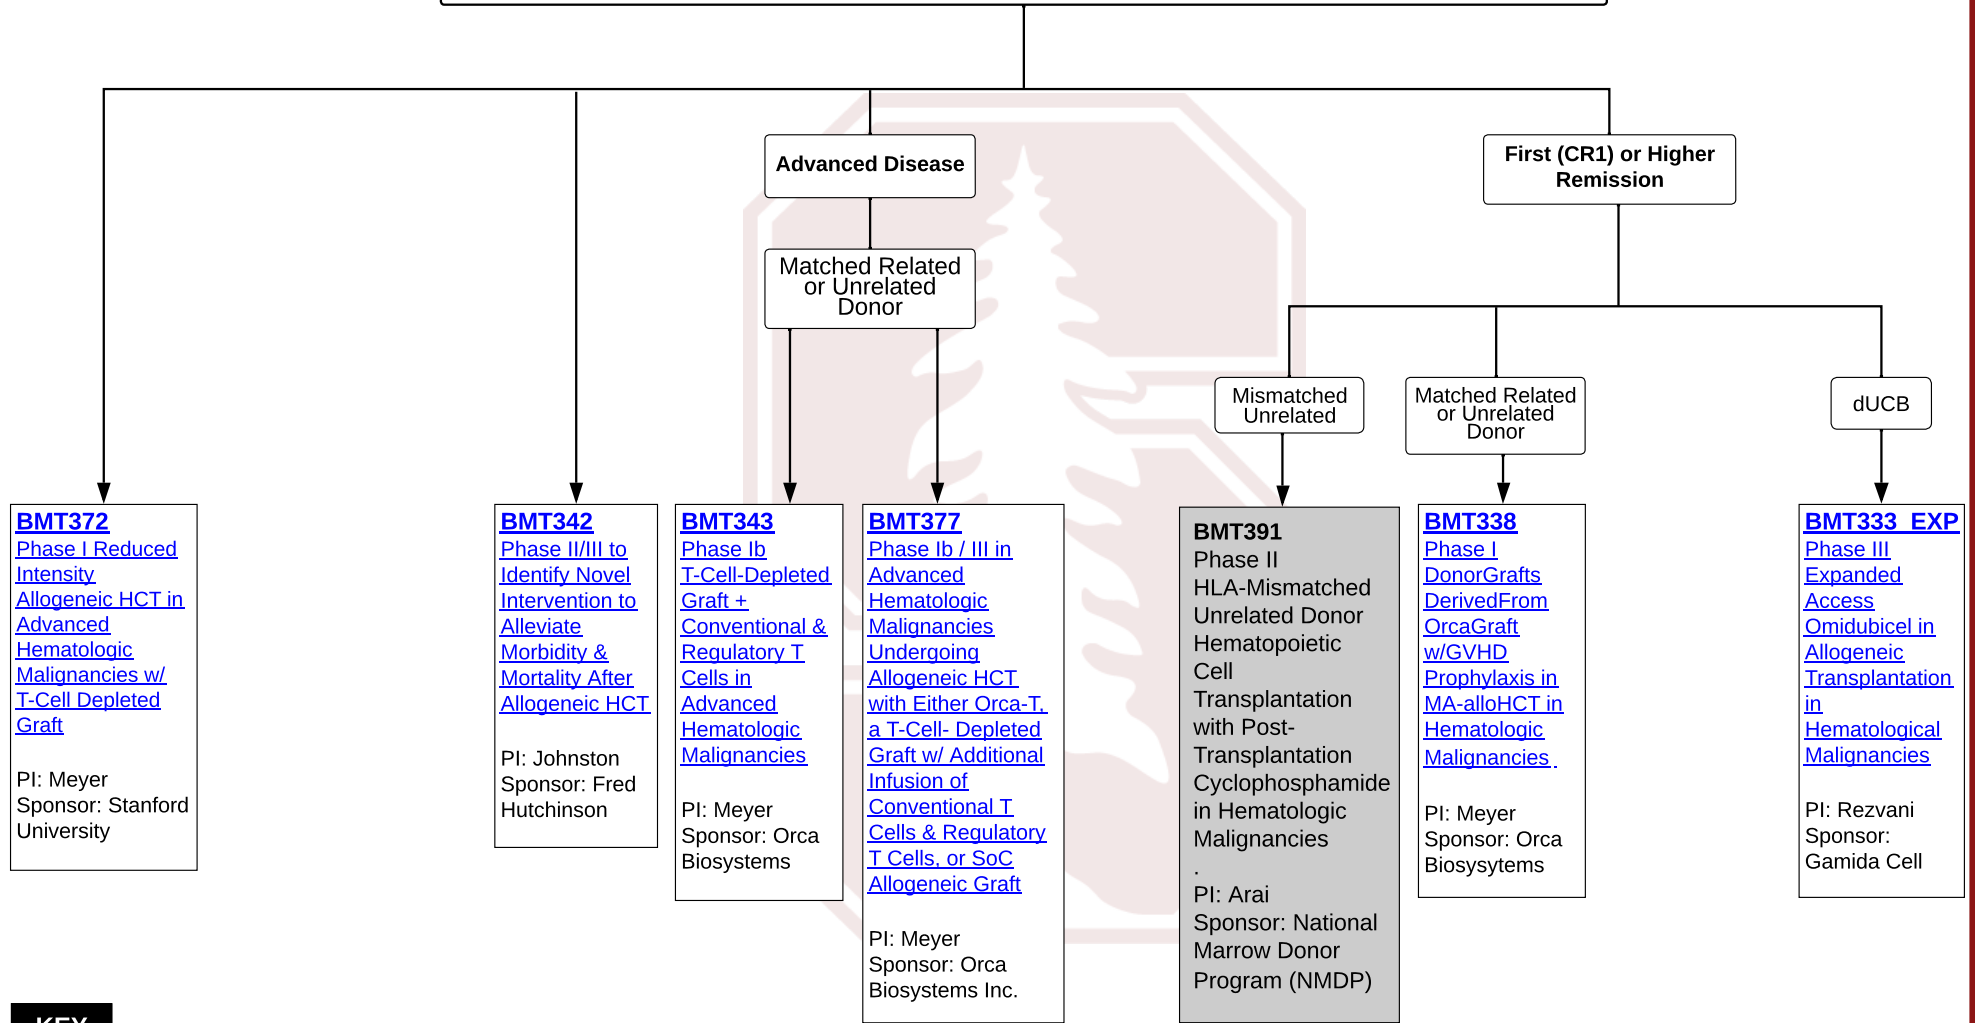 Advanced Disease
First (CR1) or Higher
Remission
Matched Related
or Unrelated
Donor
Mismatched
Unrelated
Matched Related
or Unrelated
Donor
dUCB
BMT372
Phase I Reduced
Intensity
Allogeneic HCT in
Advanced
Hematologic
Malignancies w/
T-Cell Depleted
Graft
PI: Meyer
Sponsor: Stanford
University
BMT342
Phase II/III to
Identify Novel
Intervention to
Alleviate
Morbidity &
Mortality After
Allogeneic HCT
PI: Johnston
Sponsor: Fred
Hutchinson
BMT343
Phase Ib
T-Cell-Depleted
Graft +
Conventional &
Regulatory T
Cells in
Advanced
Hematologic
Malignancies
PI: Meyer
Sponsor: Orca
Biosystems
BMT377
Phase Ib / III in
Advanced
Hematologic
Malignancies
Undergoing
Allogeneic HCT
with Either Orca-T,
a T-Cell- Depleted
Graft w/ Additional
Infusion of
Conventional T
Cells & Regulatory
T Cells, or SoC
Allogeneic Graft
PI: Meyer
Sponsor: Orca
Biosystems Inc.
BMT391
Phase II
HLA-Mismatched
Unrelated Donor
Hematopoietic
Cell
Transplantation
with Post-
Transplantation
Cyclophosphamide
in Hematologic
Malignancies
.
PI: Arai
Sponsor: National
Marrow Donor
Program (NMDP)
BMT338
Phase I
DonorGrafts
DerivedFrom
OrcaGraft
w/GVHD
Prophylaxis in
MA-alloHCT in
Hematologic
Malignancies .
PI: Meyer
Sponsor: Orca
Biosysytems
BMT333_EXP
Phase III
Expanded
Access
Omidubicel in
Allogeneic
Transplantation
in
Hematological
Malignancies
PI: Rezvani
Sponsor:
Gamida Cell
KEY